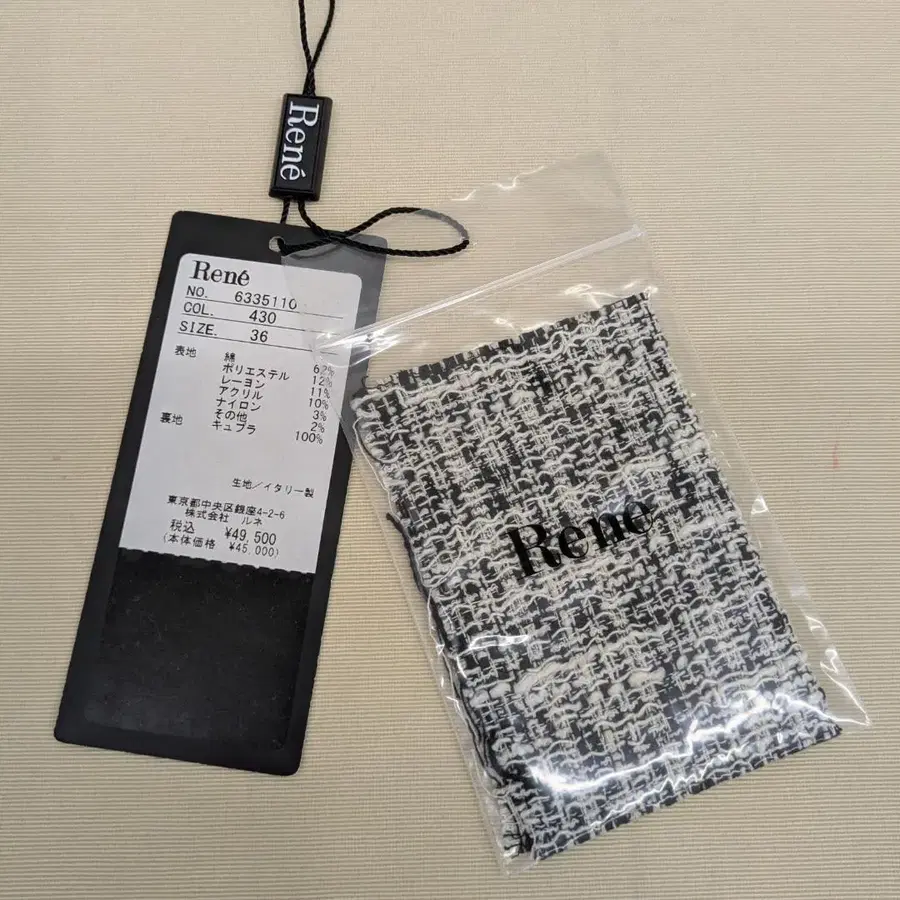 René
René
NO. 6335110
COL. 430
SIZE. 36
表地 綿 62%
ポリエステル 12%
レーヨン 11%
アクリル 10%
ナイロン 3%
その他 2%
裏地 キュプラ 100%
生地/イタリー製
東京都中央区銀座4-2-6
株式会社 ルネ
税込 ¥49,500
(本体価格 ¥45,000)
René